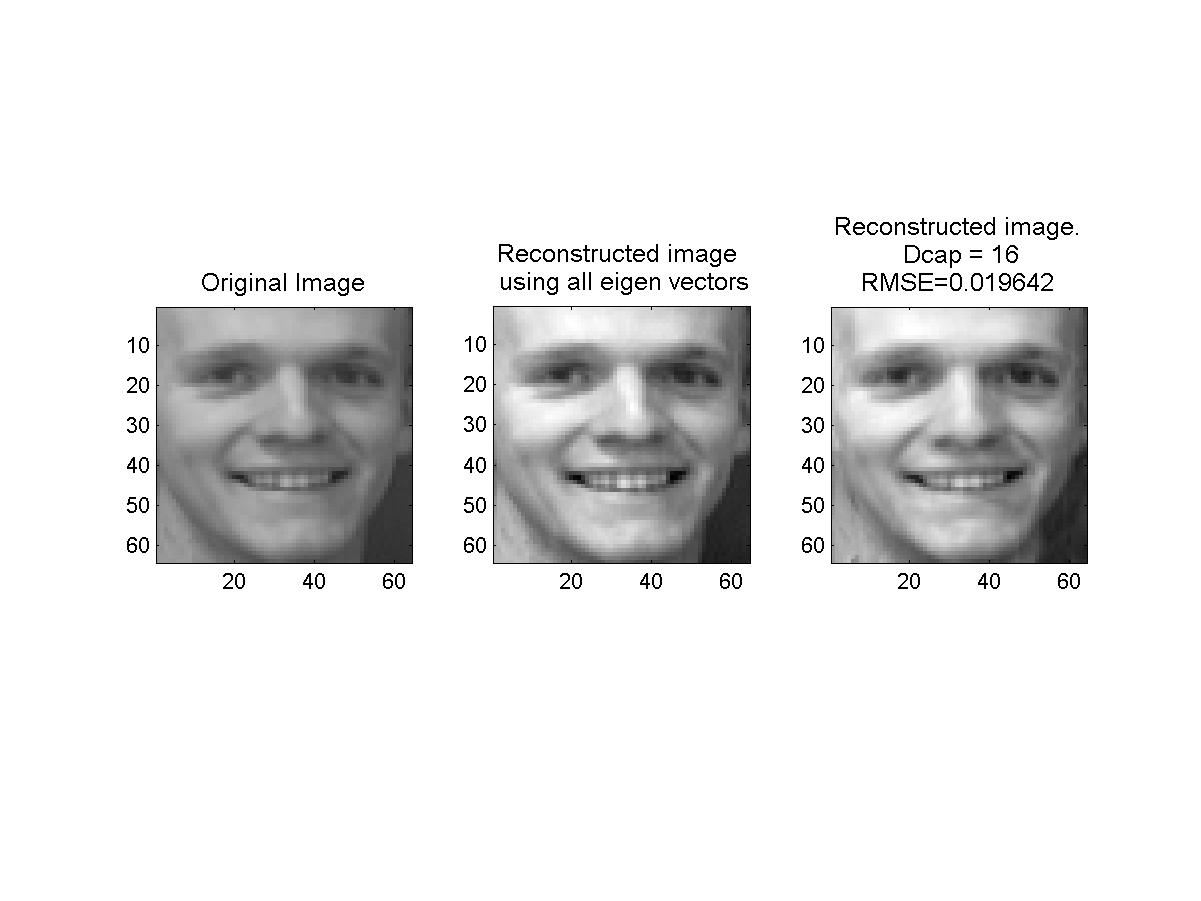 Original Image
10
20
30
40
50
60
20 40 60
Reconstructed image
using all eigen vectors
10
20
30
40
50
60
20 40 60
Reconstructed image.
Dcap = 16
RMSE=0.019642
10
20
30
40
50
60
20 40 60